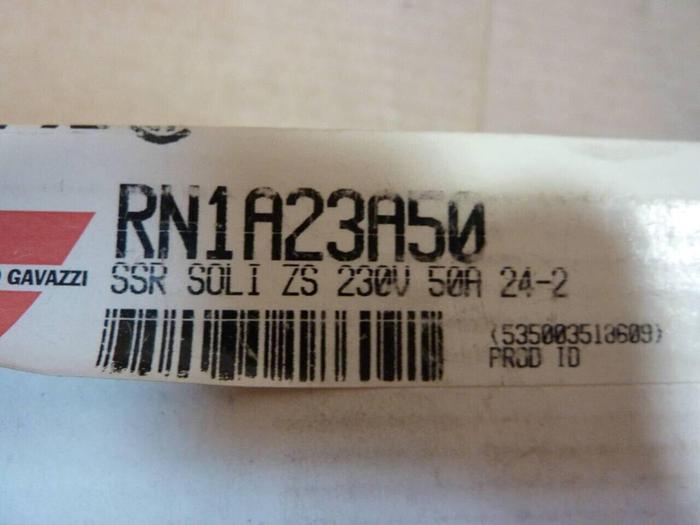 GAVAZZI
RN1A23A50
SSR SOLI ZS 230V 50A 24-2
(535003513609)
PROD ID